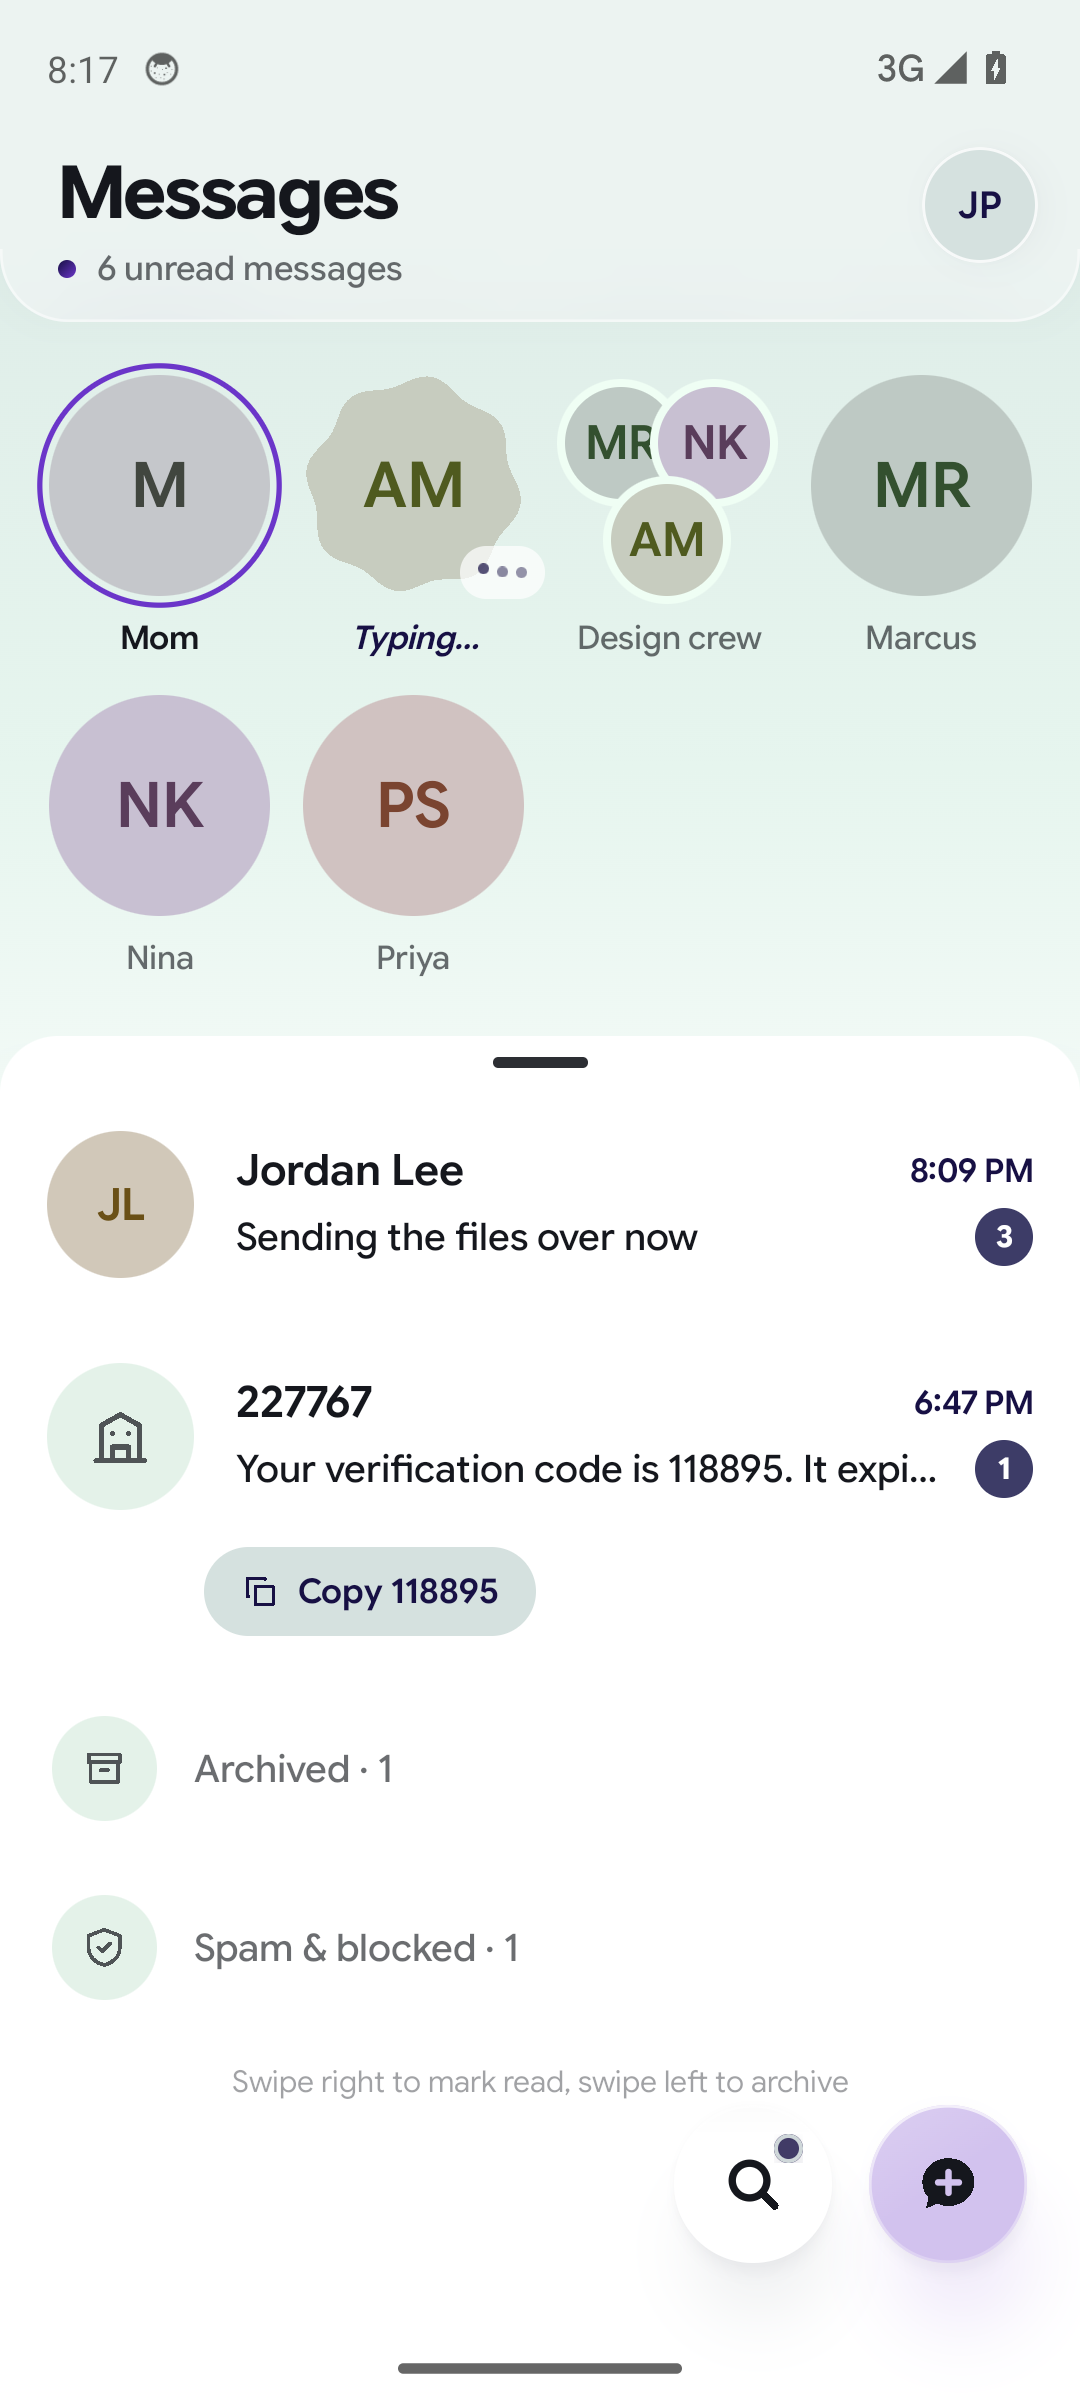 8:17
3G
Messages
JP
6 unread messages
M
AM
MR
NK
AM
MR
Mom
Typing...
Design crew
Marcus
NK
PS
Nina
Priya
JL
Jordan Lee
8:09 PM
Sending the files over now
3
227767
6:47 PM
Your verification code is 118895. It expi...
1
Copy 118895
Archived · 1
Spam & blocked · 1
Swipe right to mark read, swipe left to archive